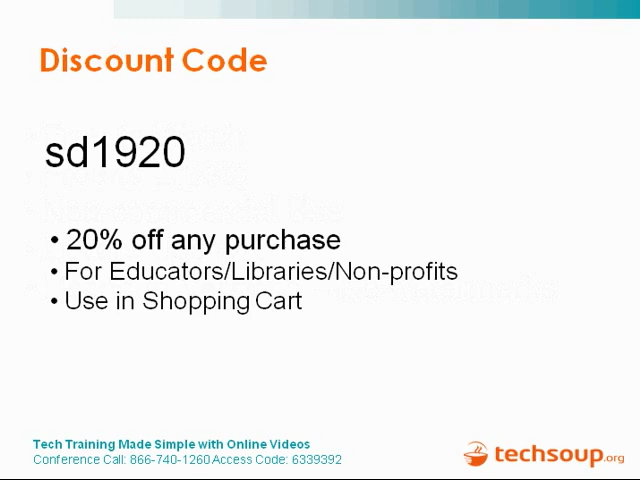 Discount Code
sd1920
• 20% off any purchase
• For Educators/Libraries/Non-profits
• Use in Shopping Cart
Tech Training Made Simple with Online Videos
Conference Call: 866-740-1260 Access Code: 6339392
techsoup.org